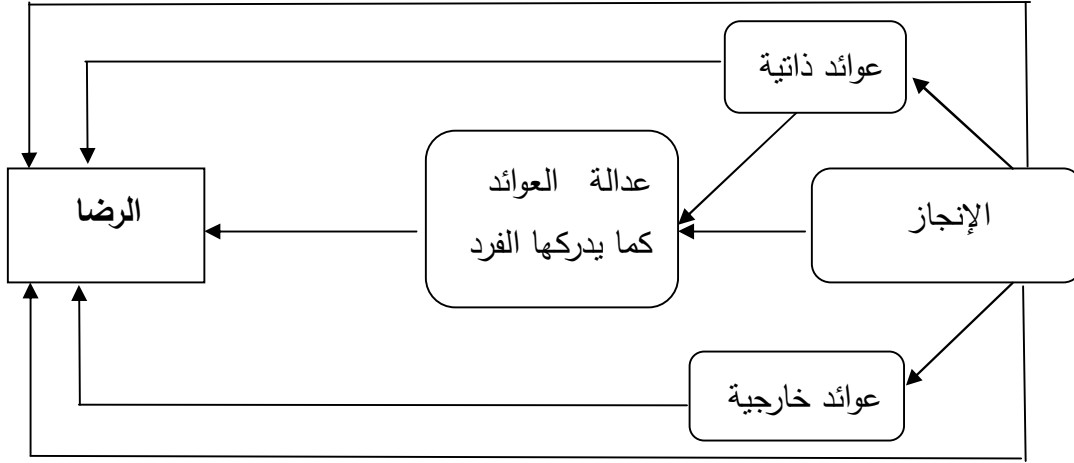 عوائد ذاتية
الإنجاز
عدالة العوائد
كما يدركها الفرد
الرضا
عوائد خارجية